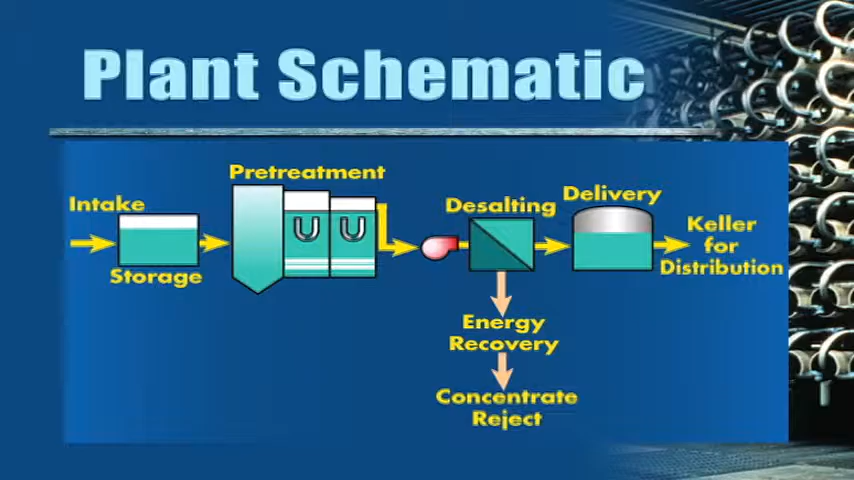 Plant Schematic
Pretreatment
Intake
Storage
Desalting
Delivery
Keller
for
Distribution
Energy
Recovery
Concentrate
Reject